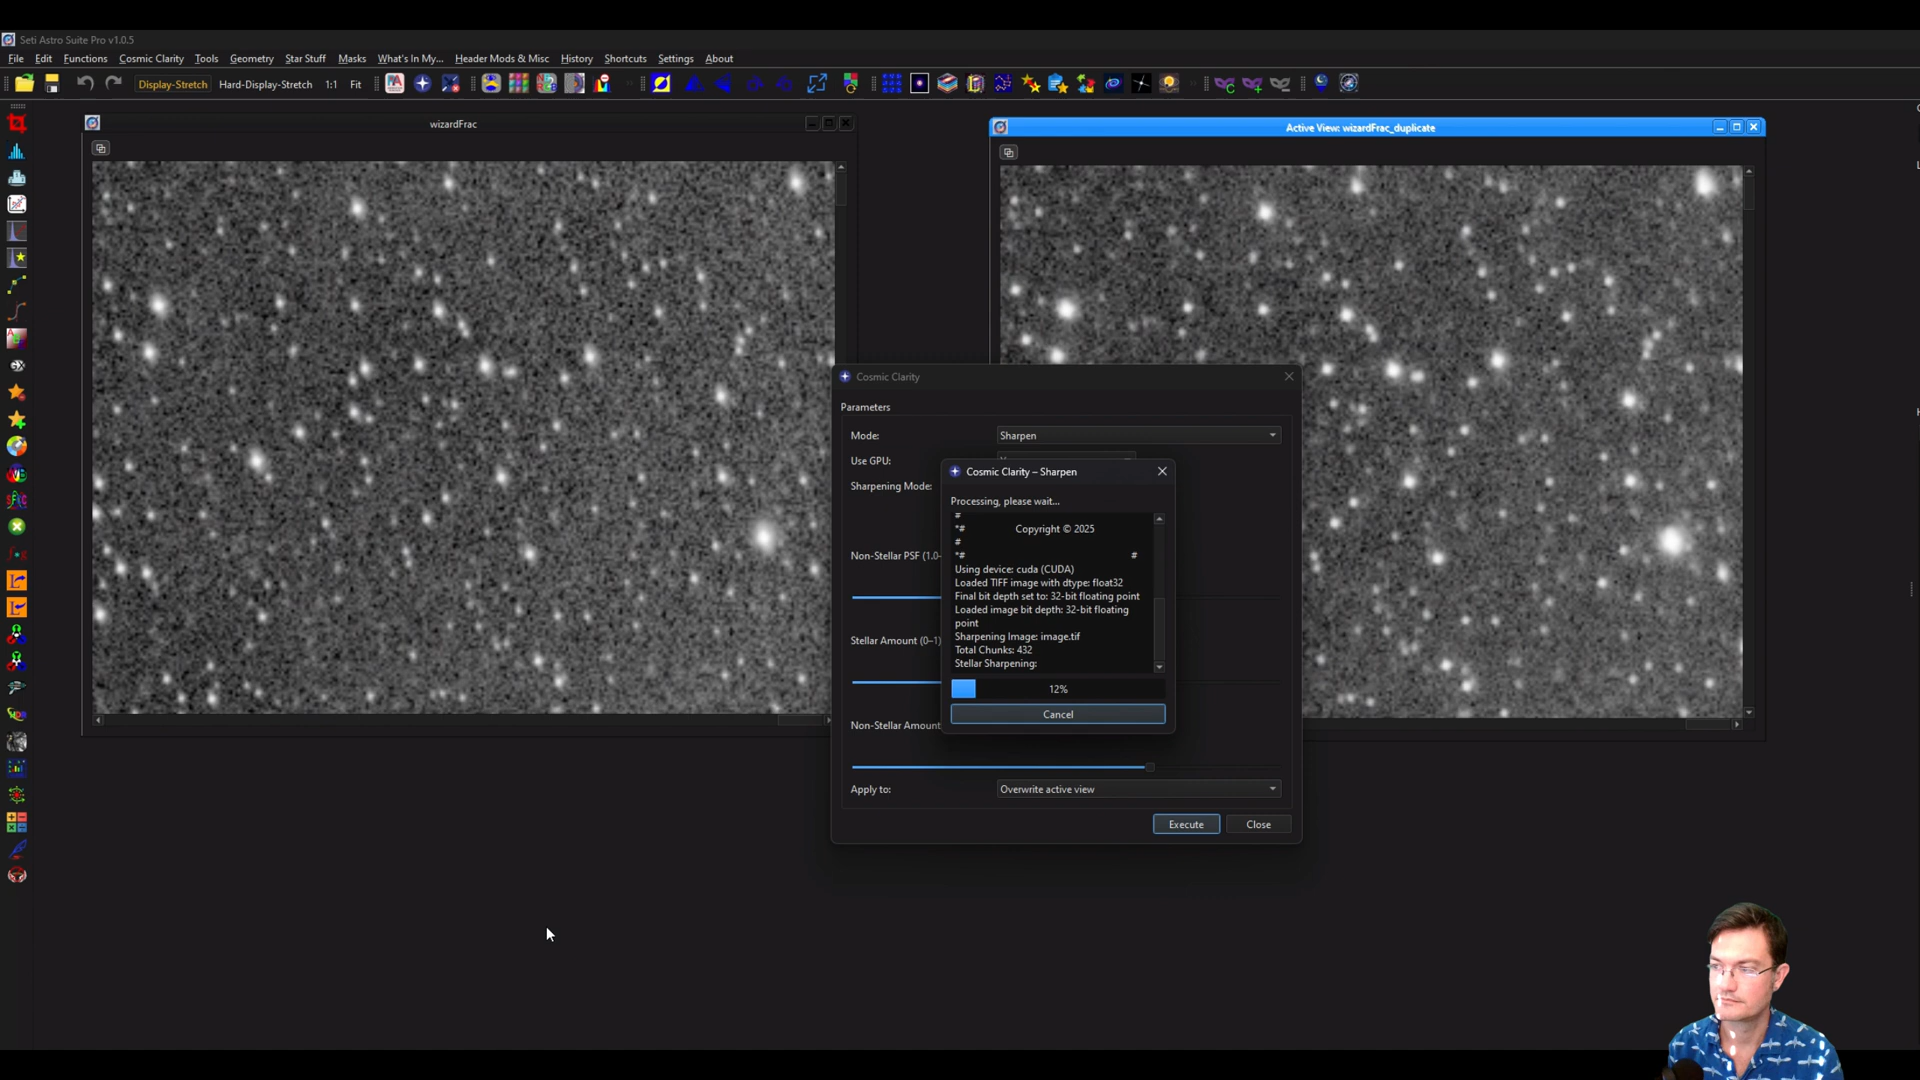 Seti Astro Suite Pro v1.0.5
File Edit Functions Cosmic Clarity Tools Geometry Star Stuff Masks What's In My... Header Mods & Misc History Shortcuts Settings About
Display-Stretch Hard-Display-Stretch 1:1 Fit
wizardFrac
Active View: wizardFrac_duplicate
Cosmic Clarity
Parameters
Mode: Sharpen
Use GPU:
Sharpening Mode:
Non-Stellar PSF (1.0-
Stellar Amount (0–1)
Non-Stellar Amount
Apply to: Overwrite active view
Execute Close
Cosmic Clarity – Sharpen
Processing, please wait...
#
*# Copyright © 2025
#
*# #
Using device: cuda (CUDA)
Loaded TIFF image with dtype: float32
Final bit depth set to: 32-bit floating point
Loaded image bit depth: 32-bit floating
point
Sharpening Image: image.tif
Total Chunks: 432
Stellar Sharpening:
12%
Cancel